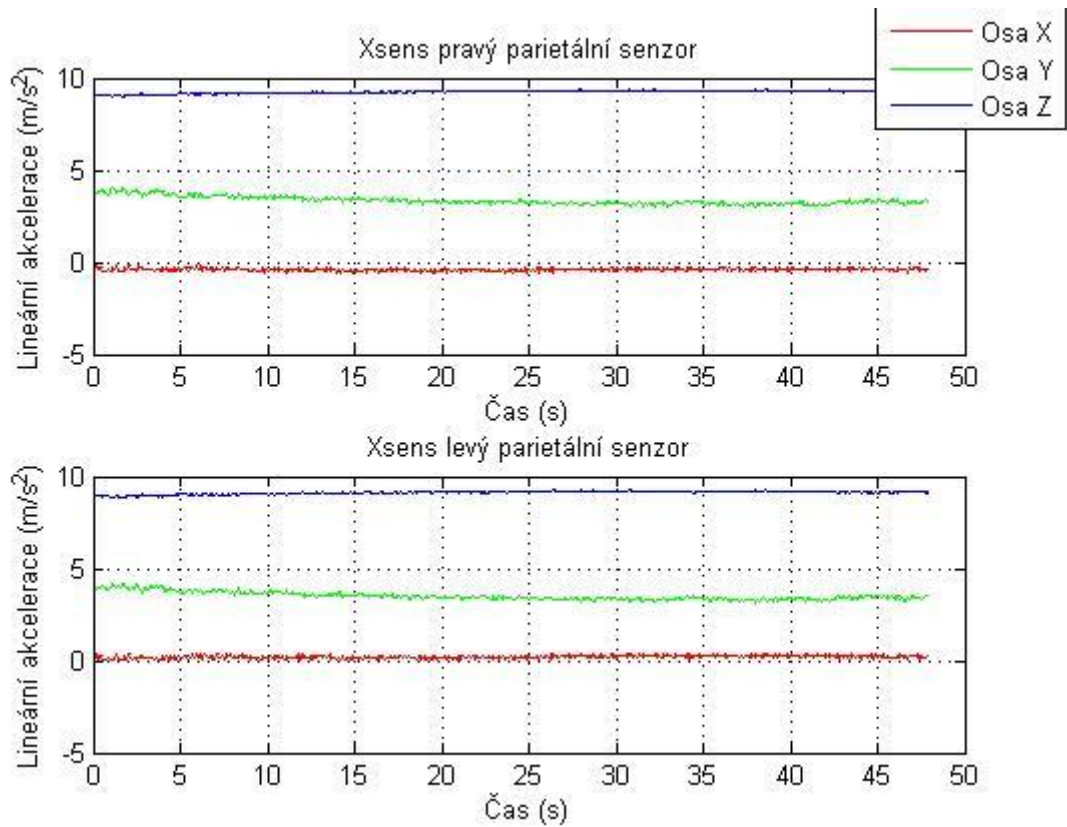 Xsens pravý parietální senzor
Osa X
Osa Y
Osa Z
Lineární akcelerace (m/s²)
10
5
0
-5
0 5 10 15 20 25 30 35 40 45 50
Čas (s)
Xsens levý parietální senzor
Lineární akcelerace (m/s²)
10
5
0
-5
0 5 10 15 20 25 30 35 40 45 50
Čas (s)